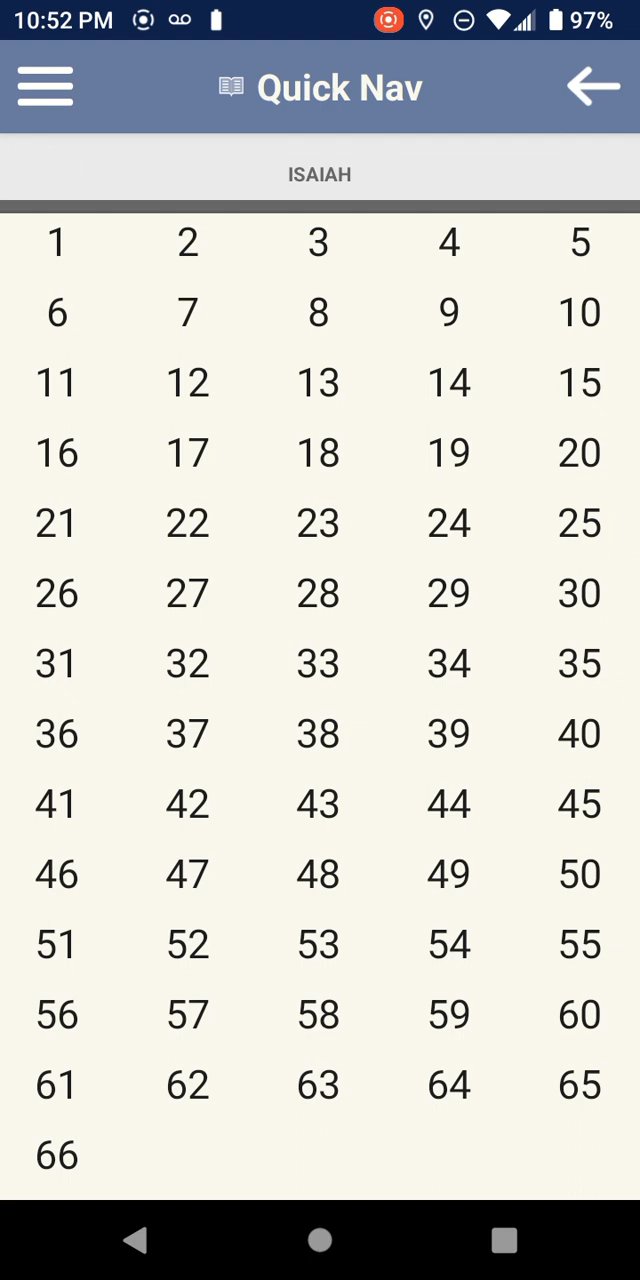 10:52 PM 97%
Quick Nav
ISAIAH
1 2 3 4 5
6 7 8 9 10
11 12 13 14 15
16 17 18 19 20
21 22 23 24 25
26 27 28 29 30
31 32 33 34 35
36 37 38 39 40
41 42 43 44 45
46 47 48 49 50
51 52 53 54 55
56 57 58 59 60
61 62 63 64 65
66